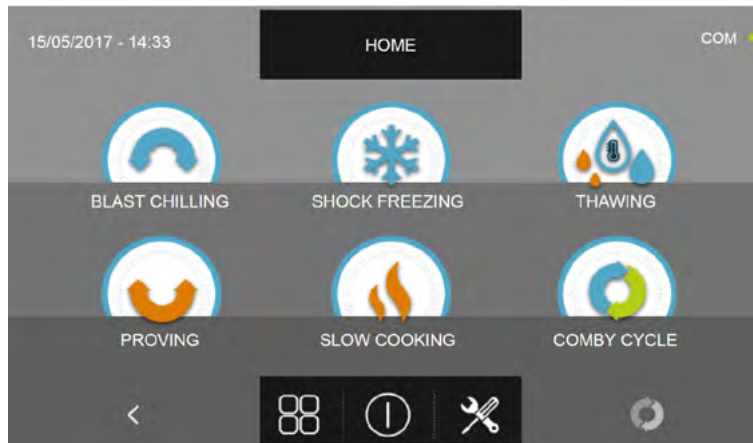 15/05/2017 - 14:33
HOME
COM
BLAST CHILLING
SHOCK FREEZING
THAWING
PROVING
SLOW COOKING
COMBY CYCLE